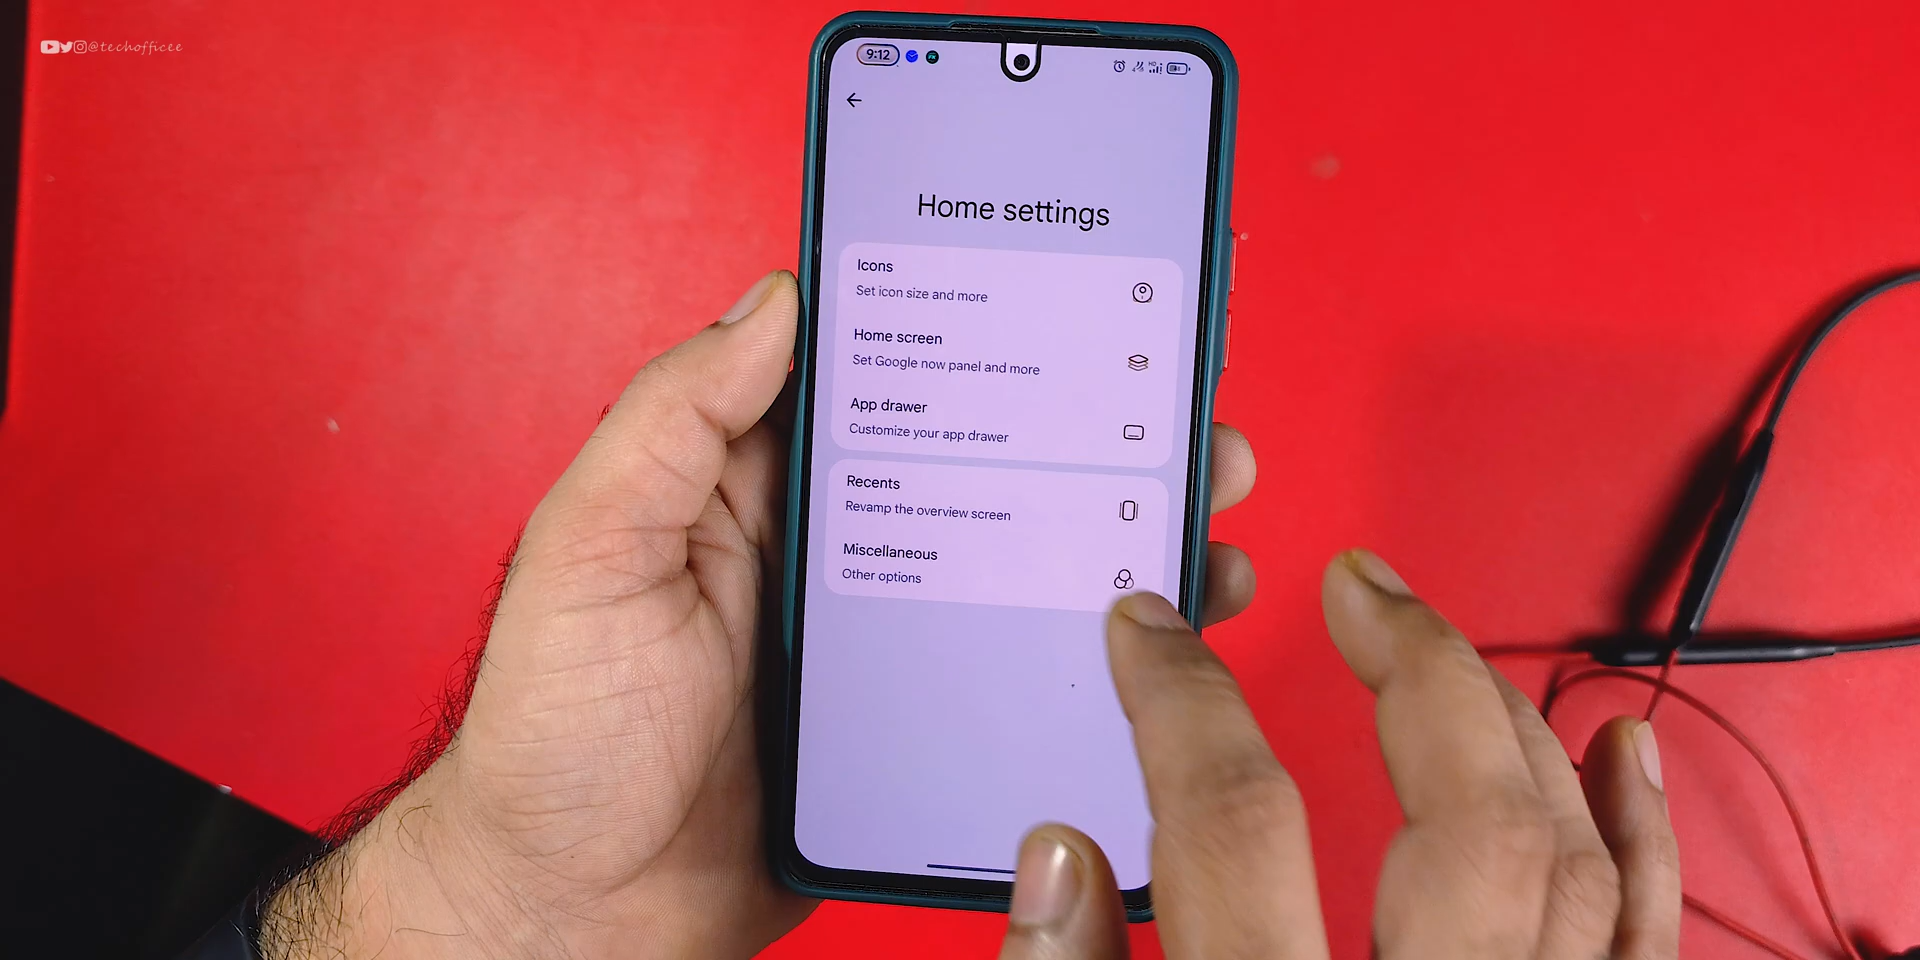 @techofficee
9:12
Home settings
Icons
Set icon size and more
Home screen
Set Google now panel and more
App drawer
Customize your app drawer
Recents
Revamp the overview screen
Miscellaneous
Other options